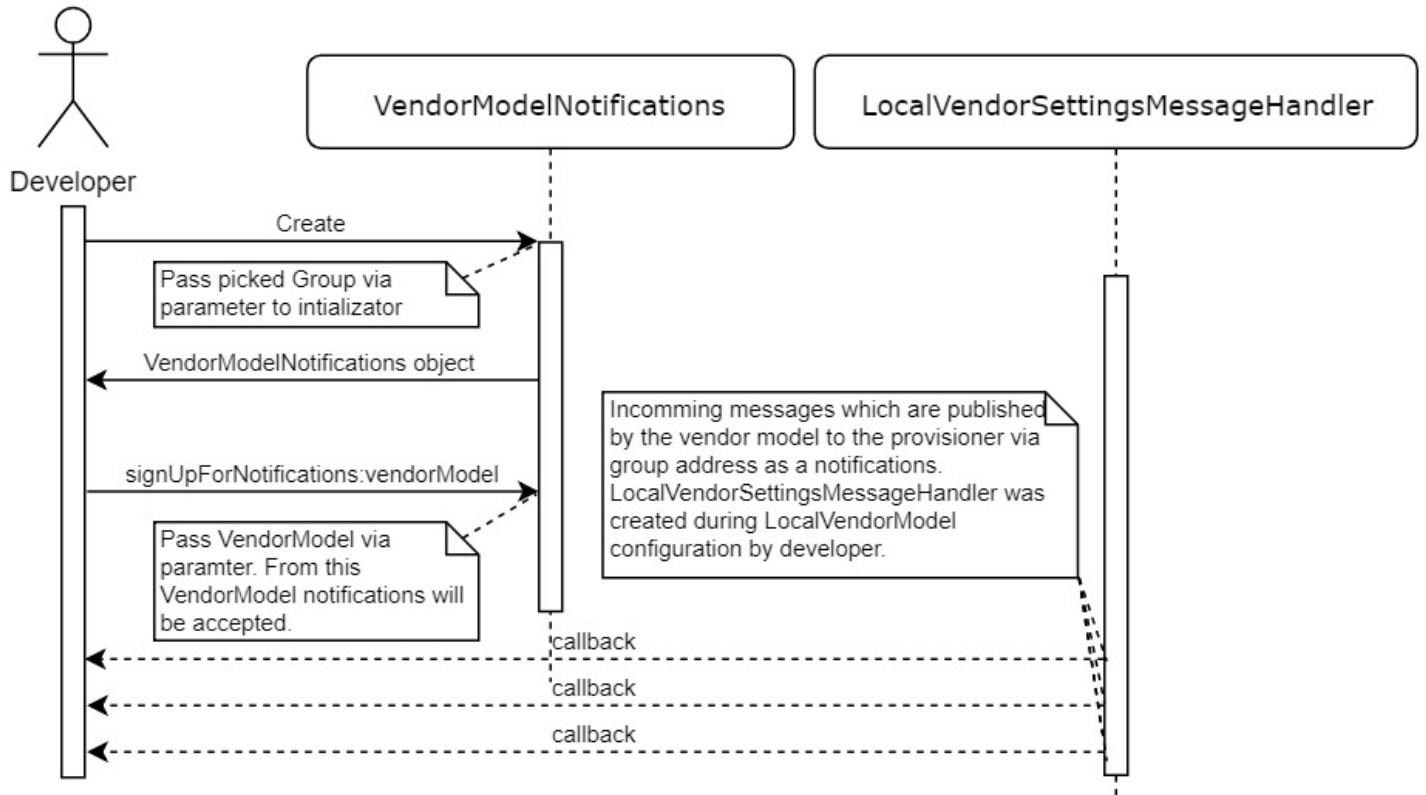 VendorModelNotifications
LocalVendorSettingsMessageHandler
Developer
Create
Pass picked Group via
parameter to intializator
VendorModelNotifications object
Incomming messages which are published
by the vendor model to the provisioner via
group address as a notifications.
LocalVendorSettingsMessageHandler was
created during LocalVendorModel
configuration by developer.
signUpForNotifications:vendorModel
Pass VendorModel via
paramter. From this
VendorModel notifications will
be accepted.
callback
callback
callback